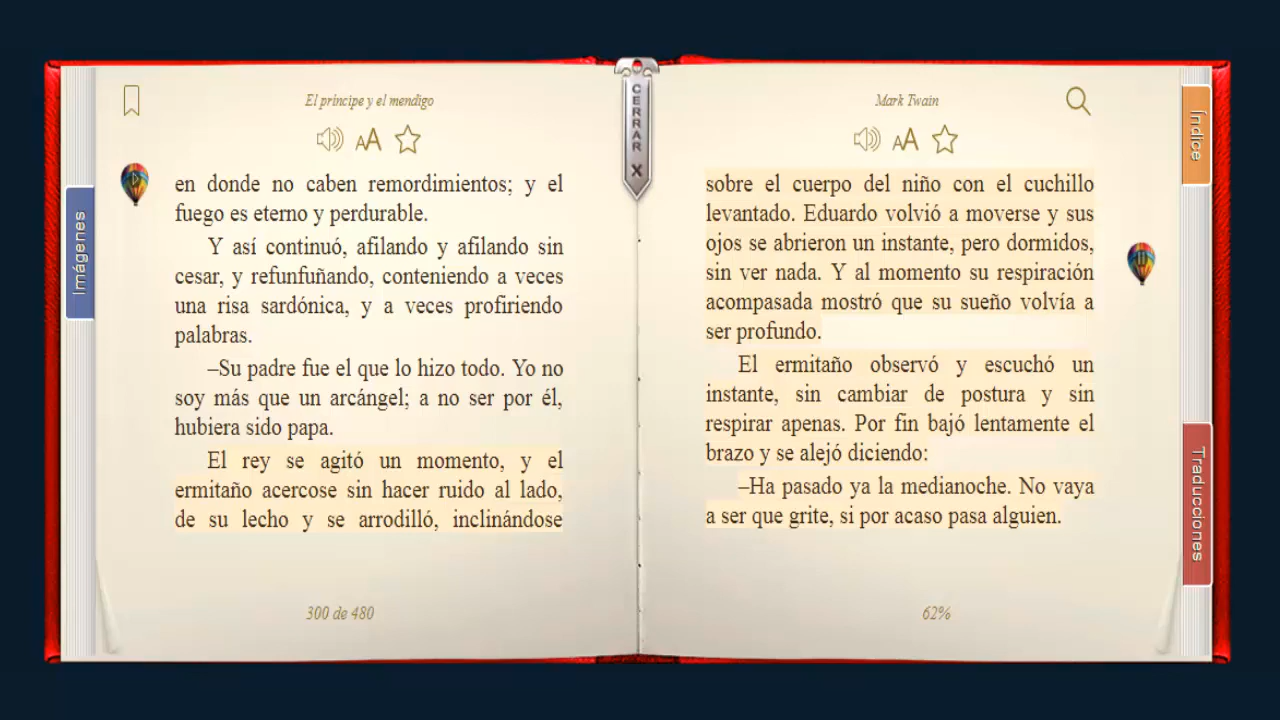 El príncipe y el mendigo
AA
en donde no caben remordimientos; y el
fuego es eterno y perdurable.
Y así continuó, afilando y afilando sin
cesar, y refunfuñando, conteniendo a veces
una risa sardónica, y a veces profiriendo
palabras.
–Su padre fue el que lo hizo todo. Yo no
soy más que un arcángel; a no ser por él,
hubiera sido papa.
El rey se agitó un momento, y el
ermitaño acercose sin hacer ruido al lado,
de su lecho y se arrodilló, inclinándose
300 de 480
Imágenes
CERRAR X
Mark Twain
AA
sobre el cuerpo del niño con el cuchillo
levantado. Eduardo volvió a moverse y sus
ojos se abrieron un instante, pero dormidos,
sin ver nada. Y al momento su respiración
acompasada mostró que su sueño volvía a
ser profundo.
El ermitaño observó y escuchó un
instante, sin cambiar de postura y sin
respirar apenas. Por fin bajó lentamente el
brazo y se alejó diciendo:
–Ha pasado ya la medianoche. No vaya
a ser que grite, si por acaso pasa alguien.
62%
Índice
Traducciones